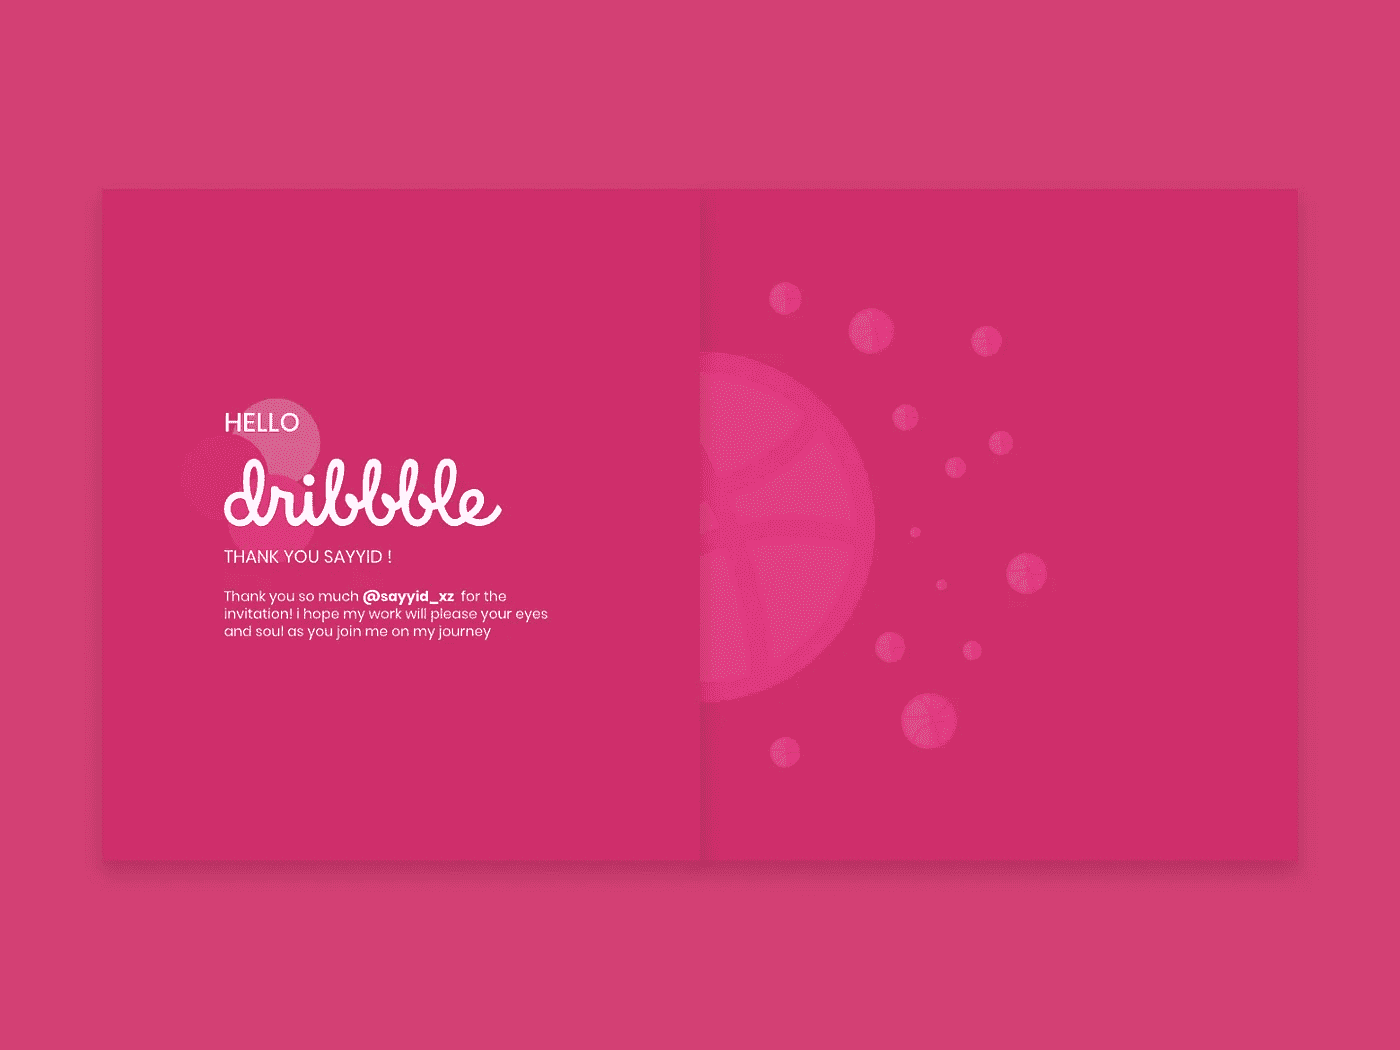 HELLO
dribbble
THANK YOU SAYYID !
Thank you so much @sayyid_xz for the
invitation! i hope my work will please your eyes
and soul as you join me on my journey